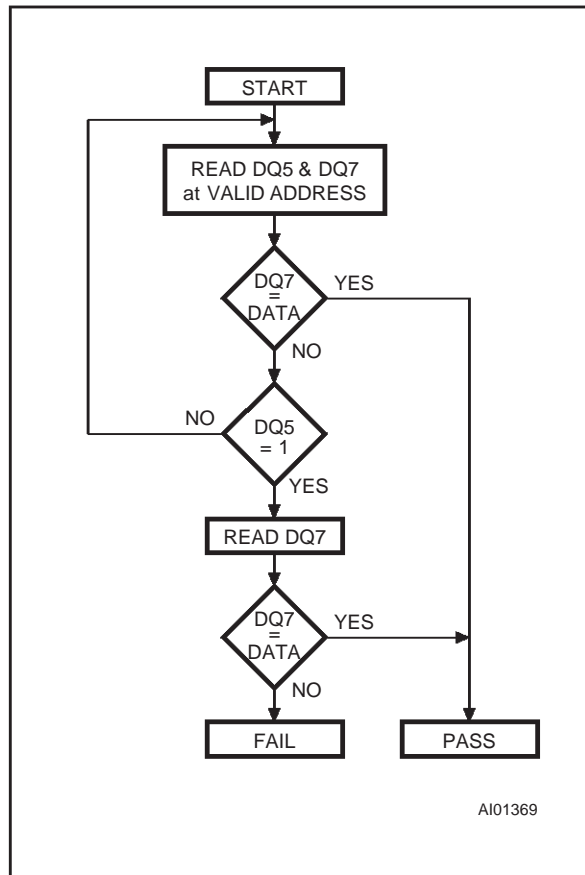 START
READ DQ5 & DQ7
at VALID ADDRESS
DQ7
=
DATA
YES
NO
DQ5
= 1
NO
YES
READ DQ7
DQ7
=
DATA
YES
NO
FAIL
PASS
AI01369